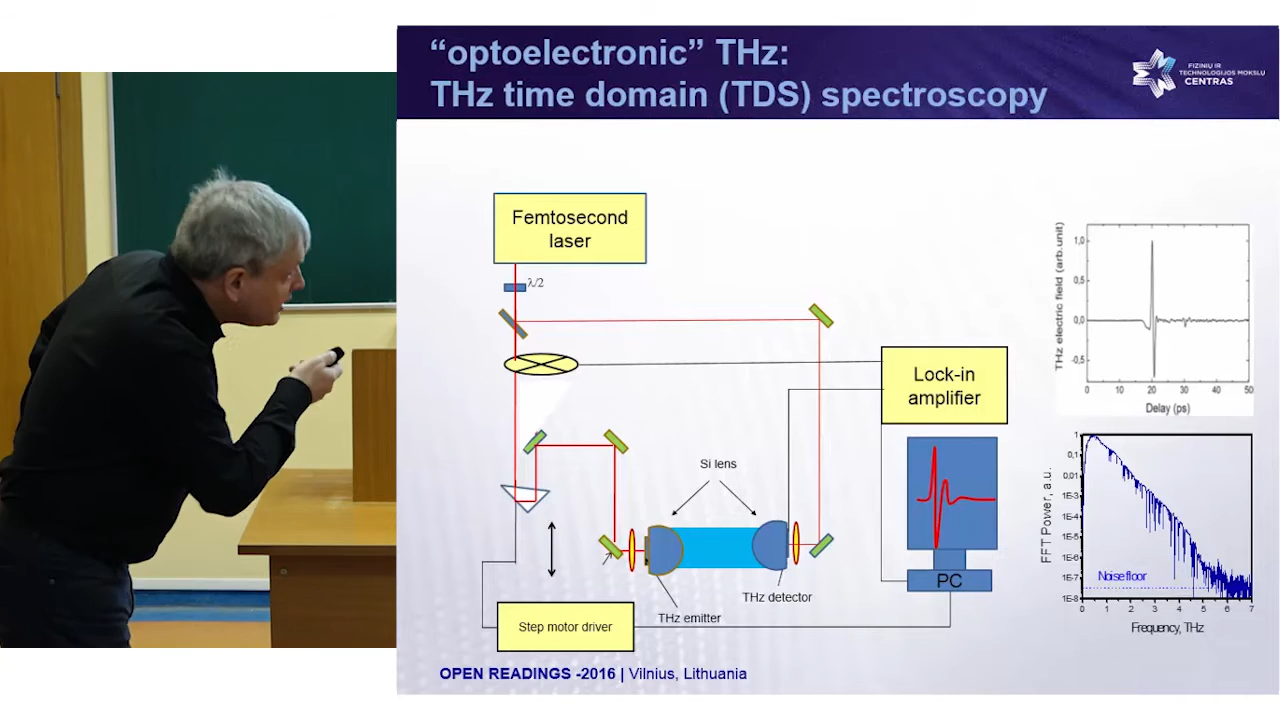 “optoelectronic” THz:
THz time domain (TDS) spectroscopy
FIZINIŲ IR
TECHNOLOGIJOS MOKSLŲ
CENTRAS
Femtosecond
laser
λ/2
Lock-in
amplifier
Si lens
PC
THz detector
THz emitter
Step motor driver
THz electric field (arb.unit)
1,0
0,5
0,0
-0,5
0 10 20 30 40 50
Delay (ps)
FFT Power, a.u.
1
0,1
0,01
1E-3
1E-4
1E-5
1E-6
1E-7
1E-8
Noise floor
0 1 2 3 4 5 6 7
Frequency, THz
OPEN READINGS -2016 | Vilnius, Lithuania